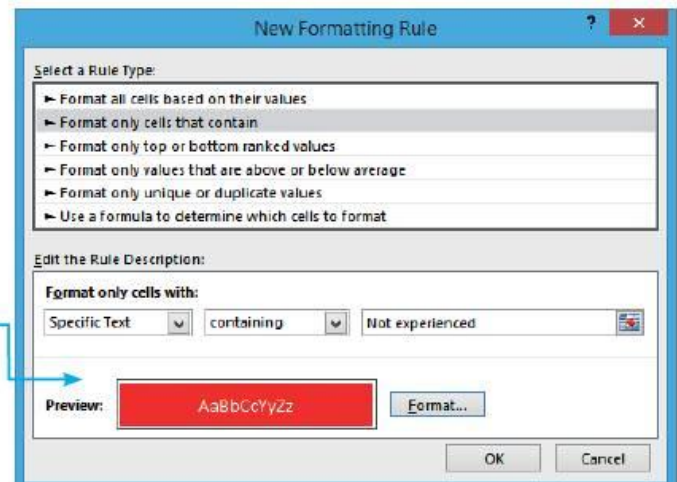 New Formatting Rule
? ×
Select a Rule Type:
► Format all cells based on their values
► Format only cells that contain
► Format only top or bottom ranked values
► Format only values that are above or below average
► Format only unique or duplicate values
► Use a formula to determine which cells to format
Edit the Rule Description:
Format only cells with:
Specific Text containing Not experienced
Preview: AaBbCcYyZz Format...
OK Cancel